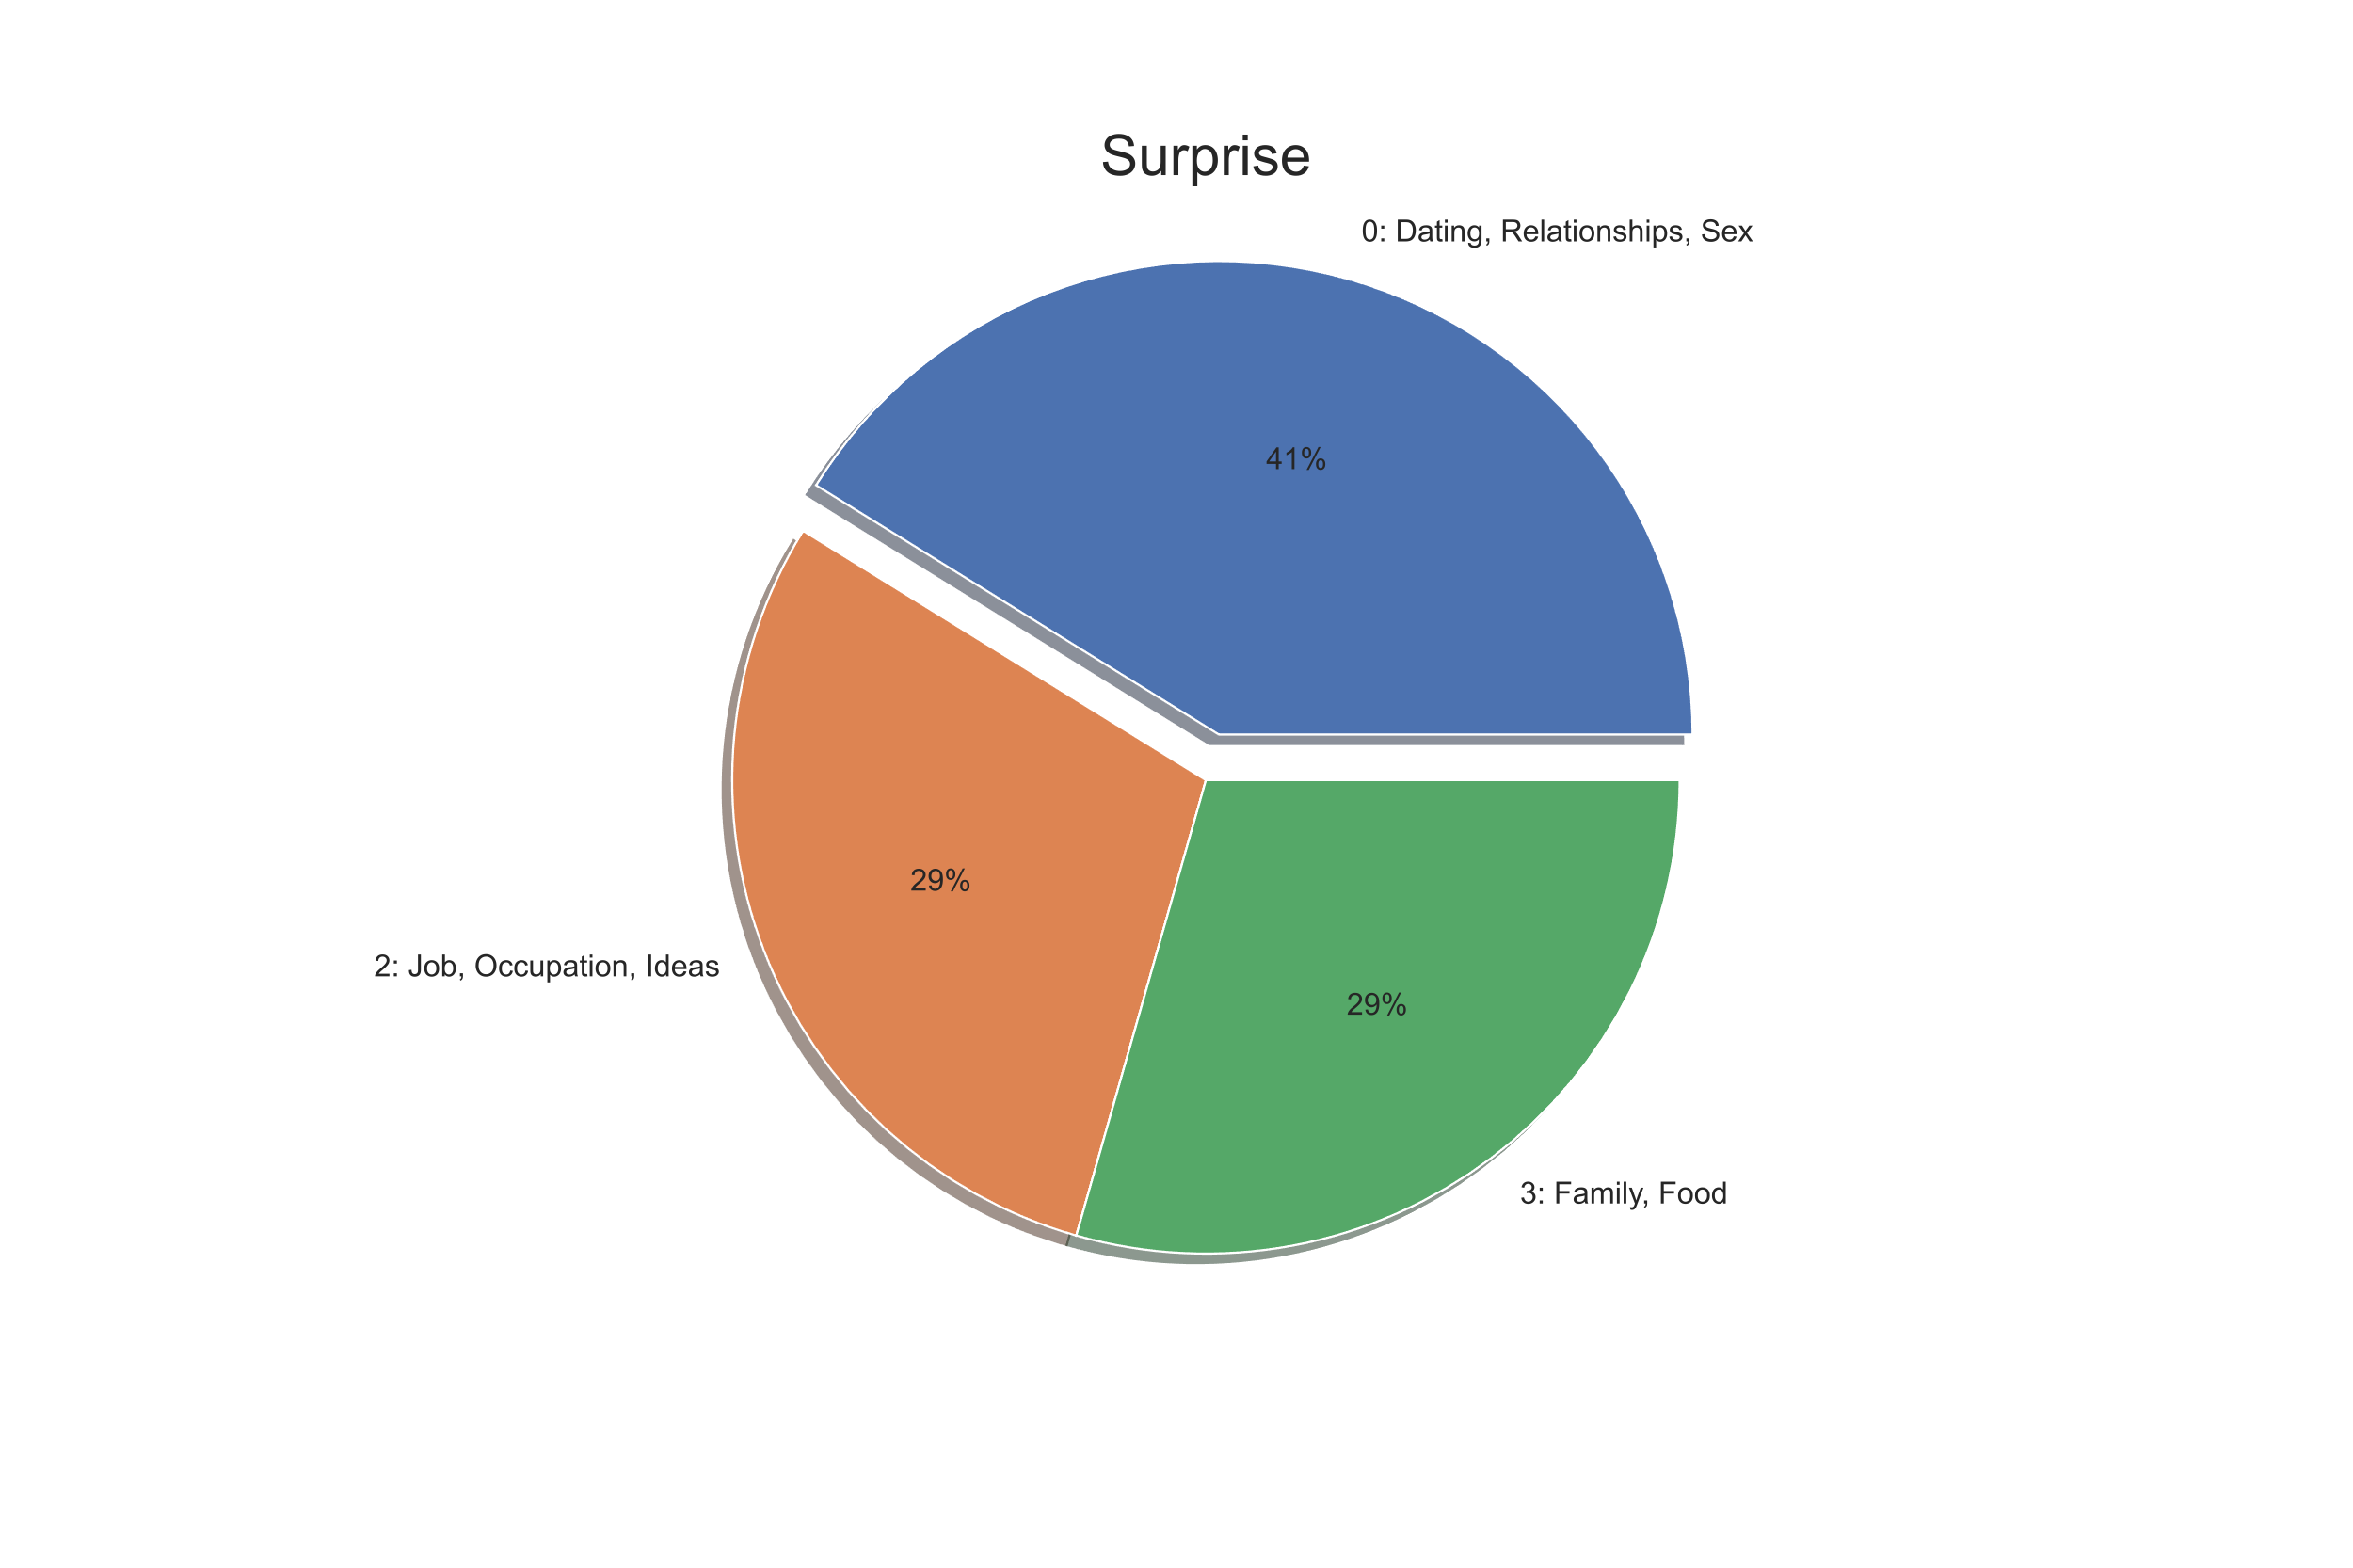 Surprise
0: Dating, Relationships, Sex
41%
29%
2: Job, Occupation, Ideas
29%
3: Family, Food